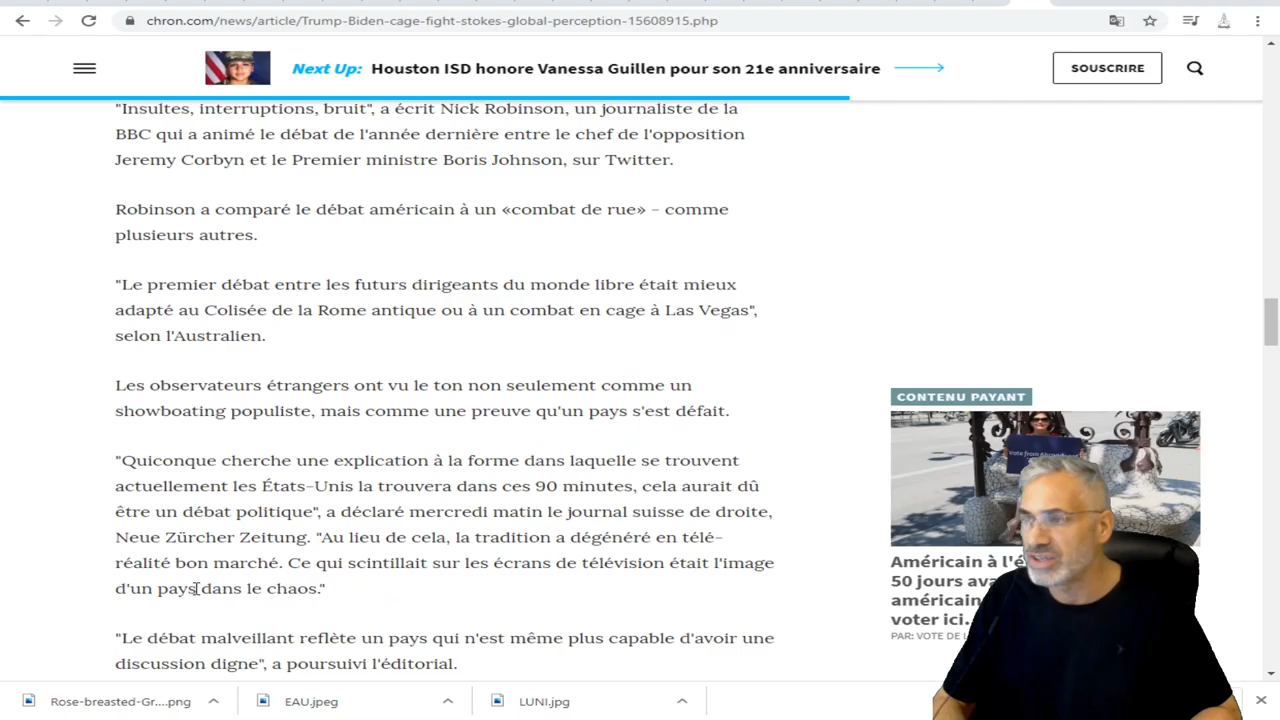 chron.com/news/article/Trump-Biden-cage-fight-stokes-global-perception-15608915.php
Next Up: Houston ISD honore Vanessa Guillen pour son 21e anniversaire
SOUSCRIRE
"Insultes, interruptions, bruit", a écrit Nick Robinson, un journaliste de la
BBC qui a animé le débat de l'année dernière entre le chef de l'opposition
Jeremy Corbyn et le Premier ministre Boris Johnson, sur Twitter.
Robinson a comparé le débat américain à un «combat de rue» - comme
plusieurs autres.
"Le premier débat entre les futurs dirigeants du monde libre était mieux
adapté au Colisée de la Rome antique ou à un combat en cage à Las Vegas",
selon l'Australien.
Les observateurs étrangers ont vu le ton non seulement comme un
showboating populiste, mais comme une preuve qu'un pays s'est défait.
"Quiconque cherche une explication à la forme dans laquelle se trouvent
actuellement les États-Unis la trouvera dans ces 90 minutes, cela aurait dû
être un débat politique", a déclaré mercredi matin le journal suisse de droite,
Neue Zürcher Zeitung. "Au lieu de cela, la tradition a dégénéré en télé-
réalité bon marché. Ce qui scintillait sur les écrans de télévision était l'image
d'un pays dans le chaos."
"Le débat malveillant reflète un pays qui n'est même plus capable d'avoir une
discussion digne", a poursuivi l'éditorial.
CONTENU PAYANT
Vote from Abroad
Américain à l'é
50 jours ava
américain
voter ici.
PAR: VOTE DE L
Rose-breasted-Gr....png
EAU.jpeg
LUNI.jpg